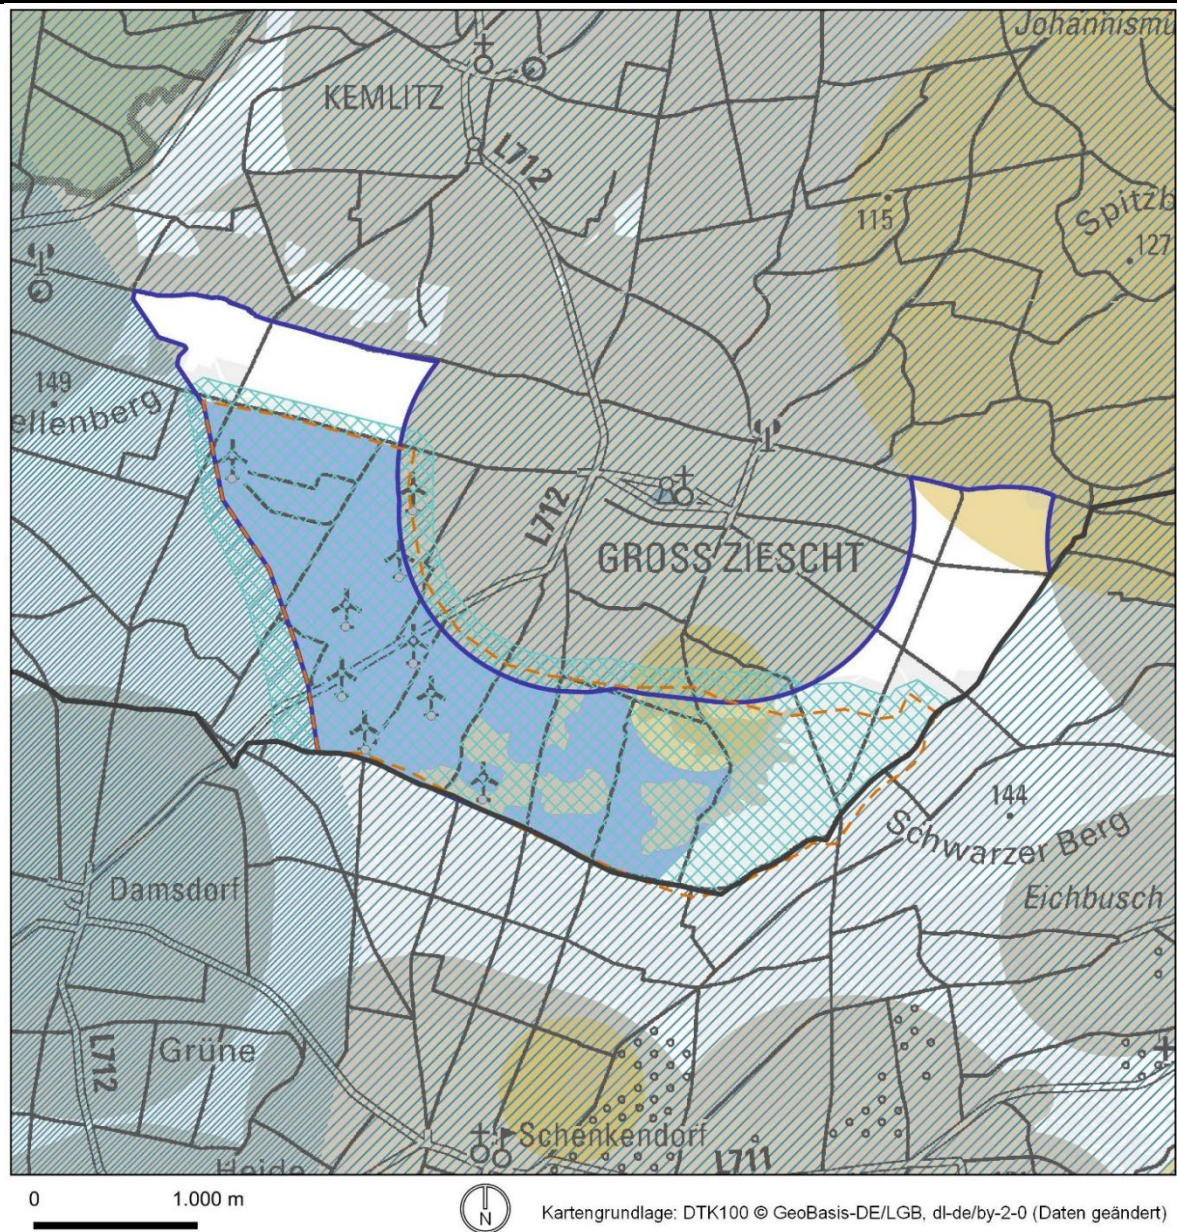 Johannismü
KEMLITZ
L712
115
Spitzb
127
149
ellenberg
L712
GROSS ZIESCHT
144
Schwarzer Berg
Damsdorf
Eichbusch
L712
Grüne
Heide
Schenkendorf
L711
0 1.000 m
N
Kartengrundlage: DTK100 © GeoBasis-DE/LGB, dl-de/by-2-0 (Daten geändert)